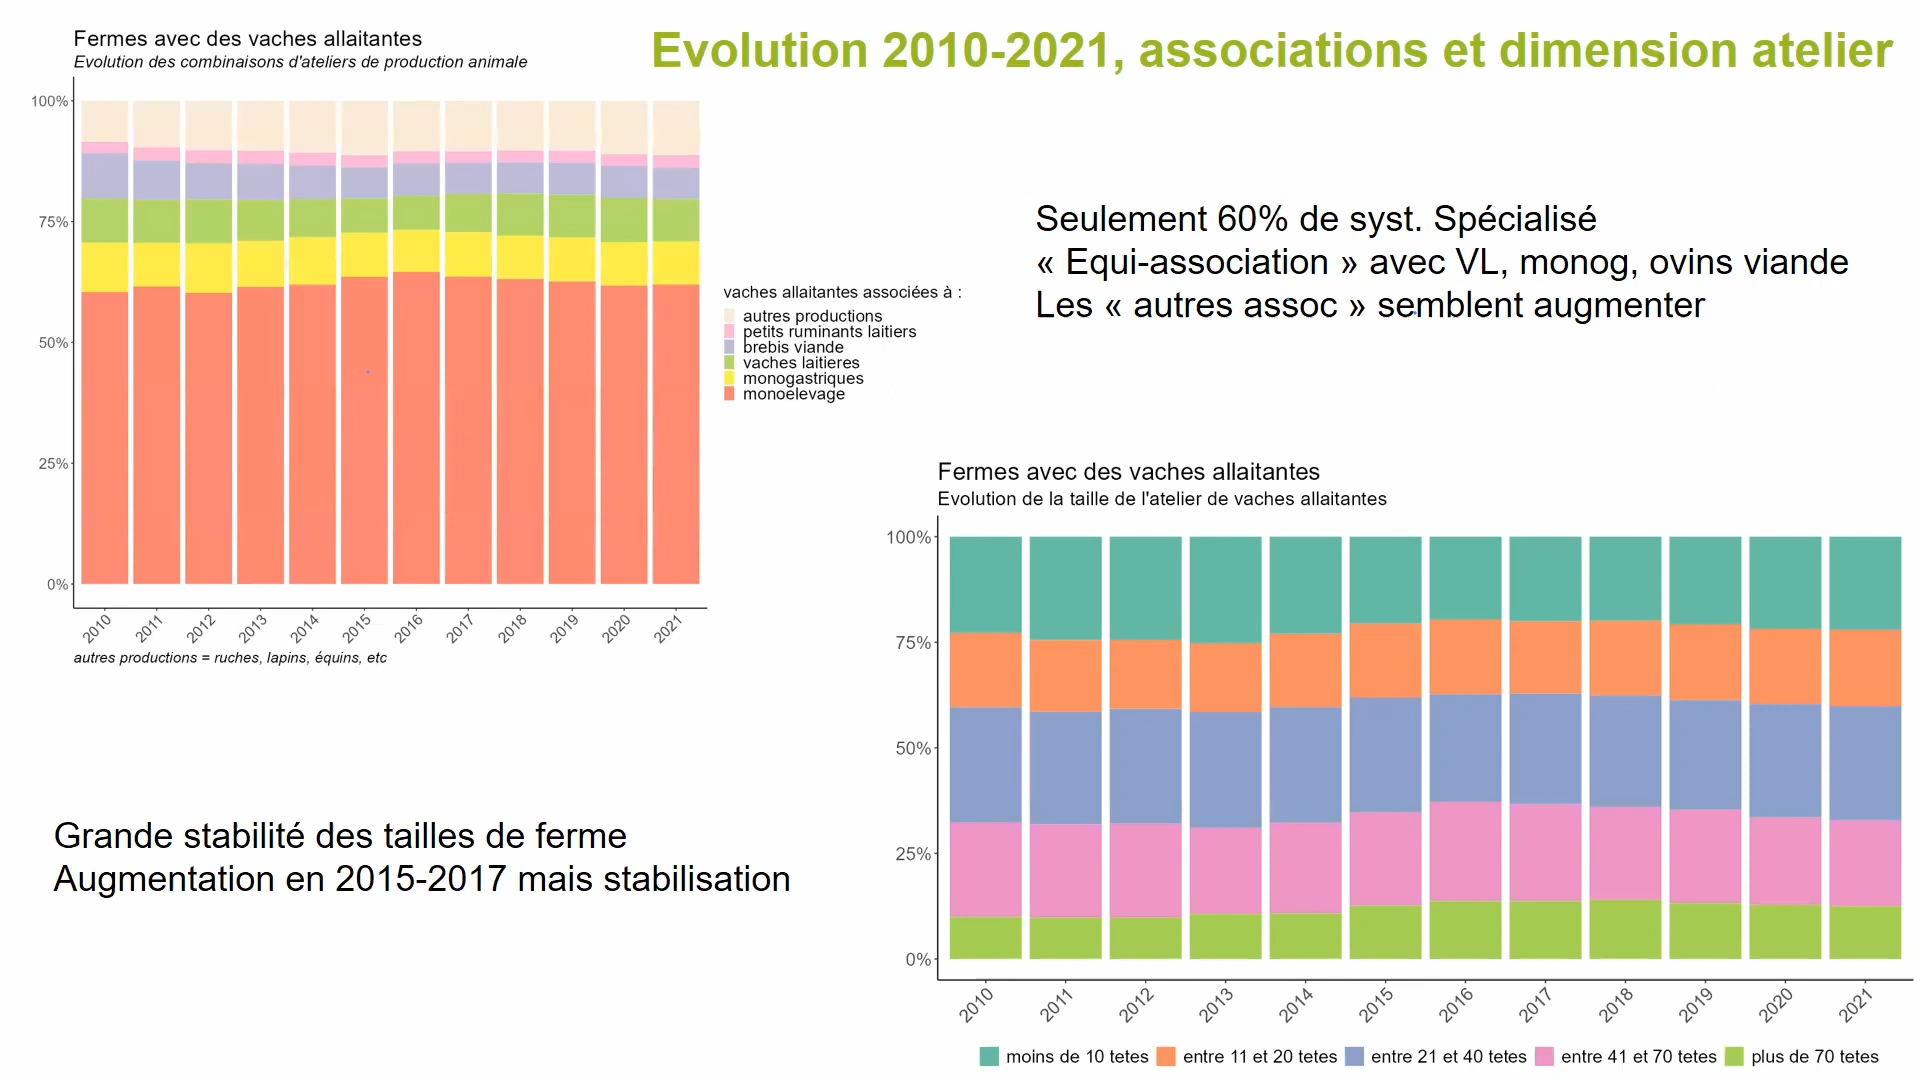 Evolution 2010-2021, associations et dimension atelier
Fermes avec des vaches allaitantes
Evolution des combinaisons d'ateliers de production animale
100%
75%
50%
25%
0%
2010
2011
2012
2013
2014
2015
2016
2017
2018
2019
2020
2021
autres productions = ruches, lapins, équins, etc
vaches allaitantes associées à :
autres productions
petits ruminants laitiers
brebis viande
vaches laitieres
monogastriques
monoelevage
Seulement 60% de syst. Spécialisé
« Equi-association » avec VL, monog, ovins viande
Les « autres assoc » semblent augmenter
Grande stabilité des tailles de ferme
Augmentation en 2015-2017 mais stabilisation
Fermes avec des vaches allaitantes
Evolution de la taille de l'atelier de vaches allaitantes
100%
75%
50%
25%
0%
2010
2011
2012
2013
2014
2015
2016
2017
2018
2019
2020
2021
moins de 10 tetes
entre 11 et 20 tetes
entre 21 et 40 tetes
entre 41 et 70 tetes
plus de 70 tetes